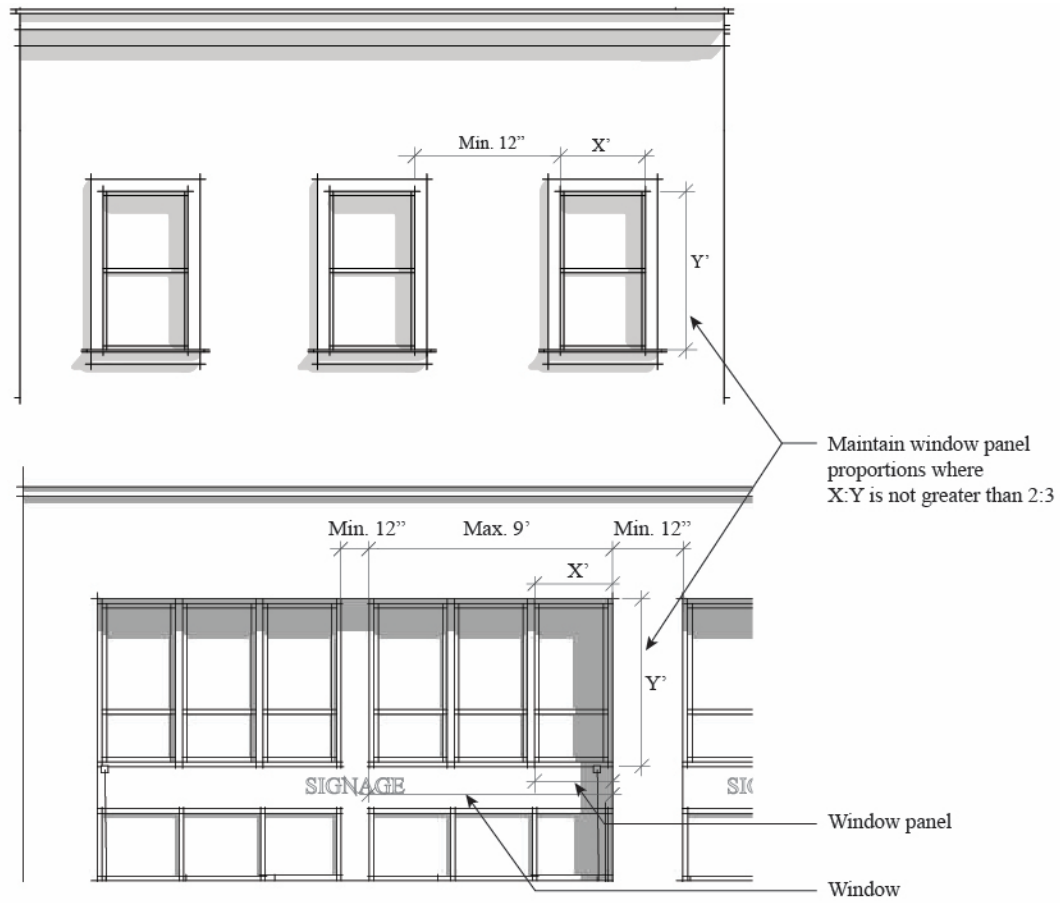 Min. 12” X’
Y’
Maintain window panel
proportions where
X:Y is not greater than 2:3
Min. 12” Max. 9’ Min. 12”
X’
Y’
SIGNAGE SIG
Window panel
Window